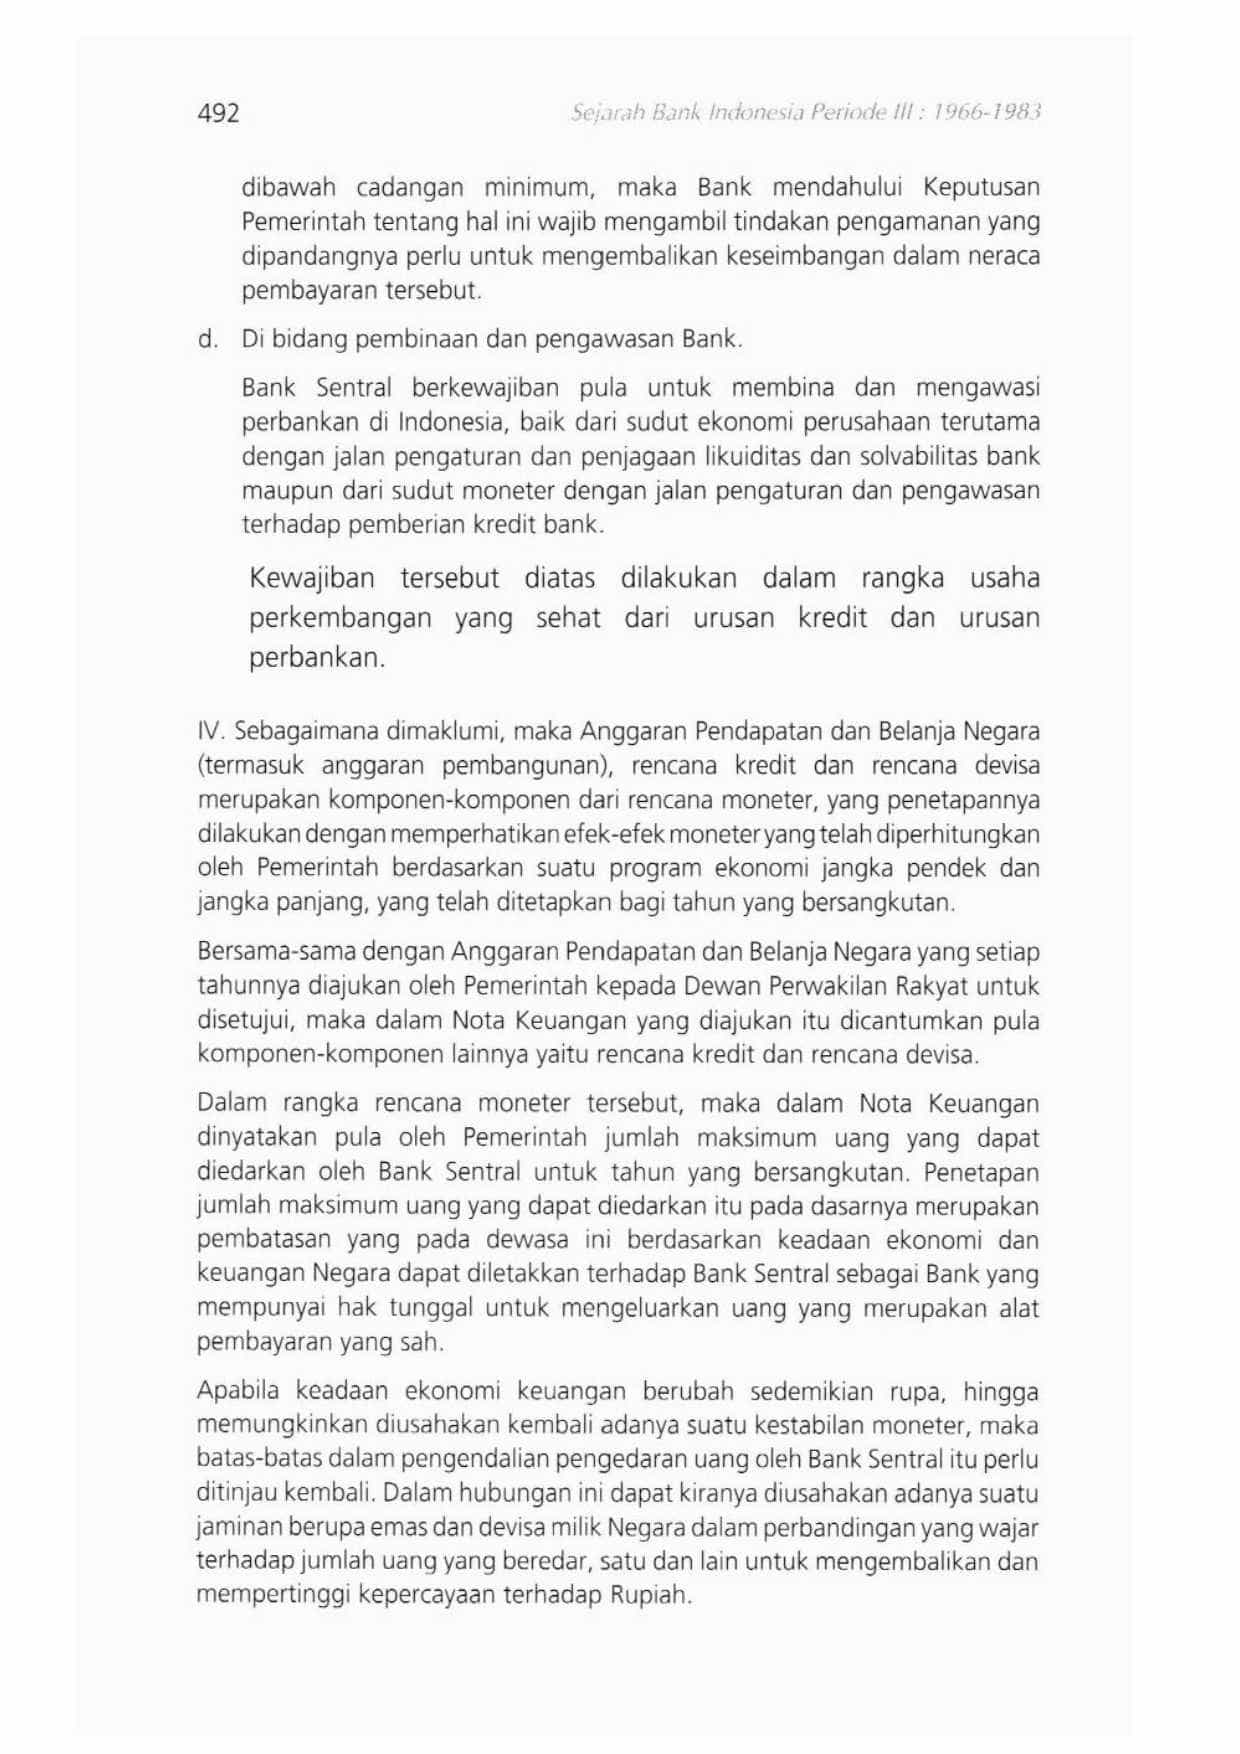 492
Sejarah Bank Indonesia Periode III : 1966-1983
dibawah cadangan minimum, maka Bank mendahului Keputusan
Pemerintah tentang hal ini wajib mengambil tindakan pengamanan yang
dipandangnya perlu untuk mengembalikan keseimbangan dalam neraca
pembayaran tersebut.
d. Di bidang pembinaan dan pengawasan Bank.
Bank Sentral berkewajiban pula untuk membina dan mengawasi
perbankan di Indonesia, baik dari sudut ekonomi perusahaan terutama
dengan jalan pengaturan dan penjagaan likuiditas dan solvabilitas bank
maupun dari sudut moneter dengan jalan pengaturan dan pengawasan
terhadap pemberian kredit bank.
Kewajiban tersebut diatas dilakukan dalam rangka usaha
perkembangan yang sehat dari urusan kredit dan urusan
perbankan.
IV. Sebagaimana dimaklumi, maka Anggaran Pendapatan dan Belanja Negara
(termasuk anggaran pembangunan), rencana kredit dan rencana devisa
merupakan komponen-komponen dari rencana moneter, yang penetapannya
dilakukan dengan memperhatikan efek-efek moneter yang telah diperhitungkan
oleh Pemerintah berdasarkan suatu program ekonomi jangka pendek dan
jangka panjang, yang telah ditetapkan bagi tahun yang bersangkutan.
Bersama-sama dengan Anggaran Pendapatan dan Belanja Negara yang setiap
tahunnya diajukan oleh Pemerintah kepada Dewan Perwakilan Rakyat untuk
disetujui, maka dalam Nota Keuangan yang diajukan itu dicantumkan pula
komponen-komponen lainnya yaitu rencana kredit dan rencana devisa.
Dalam rangka rencana moneter tersebut, maka dalam Nota Keuangan
dinyatakan pula oleh Pemerintah jumlah maksimum uang yang dapat
diedarkan oleh Bank Sentral untuk tahun yang bersangkutan. Penetapan
jumlah maksimum uang yang dapat diedarkan itu pada dasarnya merupakan
pembatasan yang pada dewasa ini berdasarkan keadaan ekonomi dan
keuangan Negara dapat diletakkan terhadap Bank Sentral sebagai Bank yang
mempunyai hak tunggal untuk mengeluarkan uang yang merupakan alat
pembayaran yang sah.
Apabila keadaan ekonomi keuangan berubah sedemikian rupa, hingga
memungkinkan diusahakan kembali adanya suatu kestabilan moneter, maka
batas-batas dalam pengendalian pengedaran uang oleh Bank Sentral itu perlu
ditinjau kembali. Dalam hubungan ini dapat kiranya diusahakan adanya suatu
jaminan berupa emas dan devisa milik Negara dalam perbandingan yang wajar
terhadap jumlah uang yang beredar, satu dan lain untuk mengembalikan dan
mempertinggi kepercayaan terhadap Rupiah.